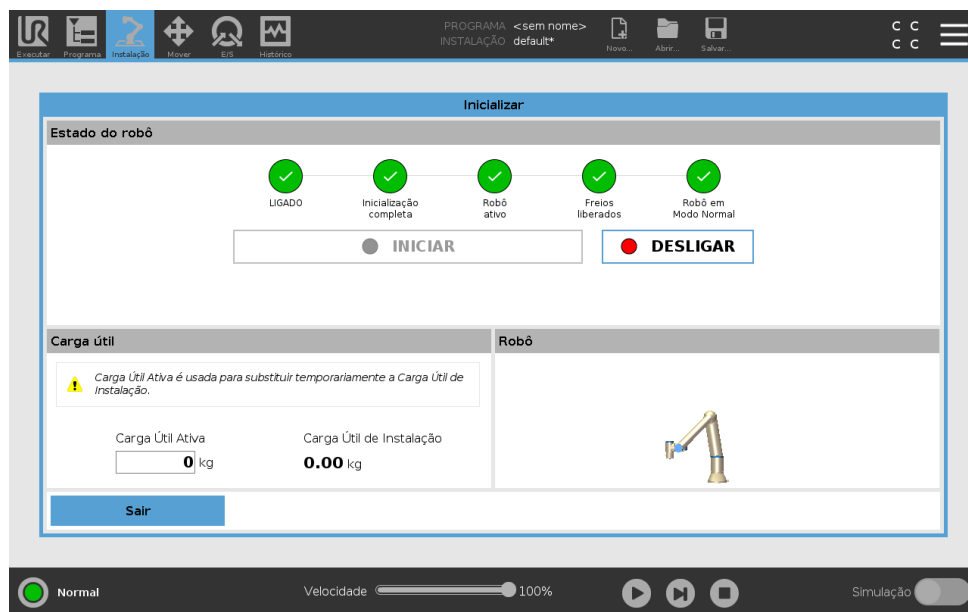 UR
PROGRAMA <sem nome>
INSTALAÇÃO default*
Executar Programa Instalação Mover E/S Histórico Novo... Abrir... Salvar...
C C
C C
Inicializar
Estado do robô
LIGADO
Inicialização
completa
Robô
ativo
Freios
liberados
Robô em
Modo Normal
INICIAR
DESLIGAR
Carga útil
Carga Útil Ativa é usada para substituir temporariamente a Carga Útil de
Instalação.
Carga Útil Ativa
0 kg
Carga Útil de Instalação
0.00 kg
Robô
Sair
Normal
Velocidade 100%
Simulação